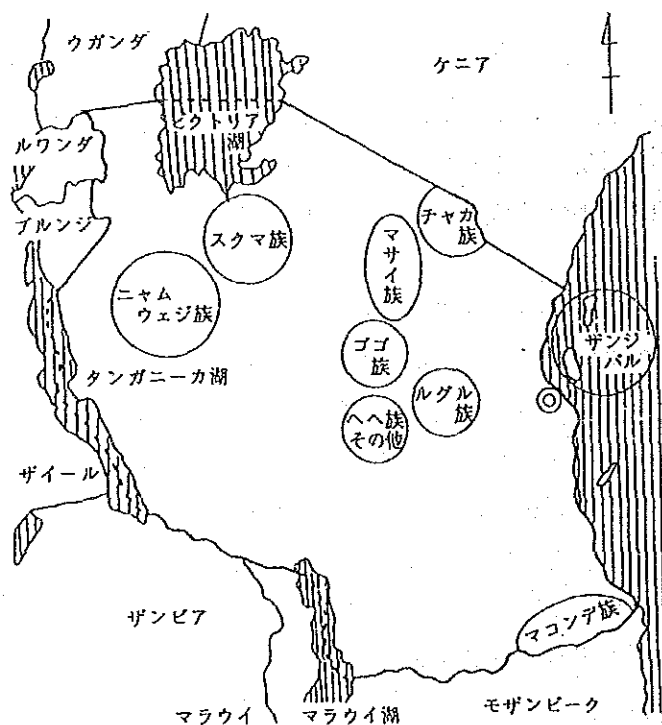 ウガンダ
ケニア
ビクトリア
湖
ルワンダ
ブルンジ
チャガ
族
スクマ族
マサイ族
ニャム
ウェジ族
ザンジ
バル
ゴゴ
族
タンガニーカ湖
ルグル
族
ヘヘ族
その他
ザイール
マコンデ族
ザンビア
モザンビーク
マラウイ
マラウイ湖